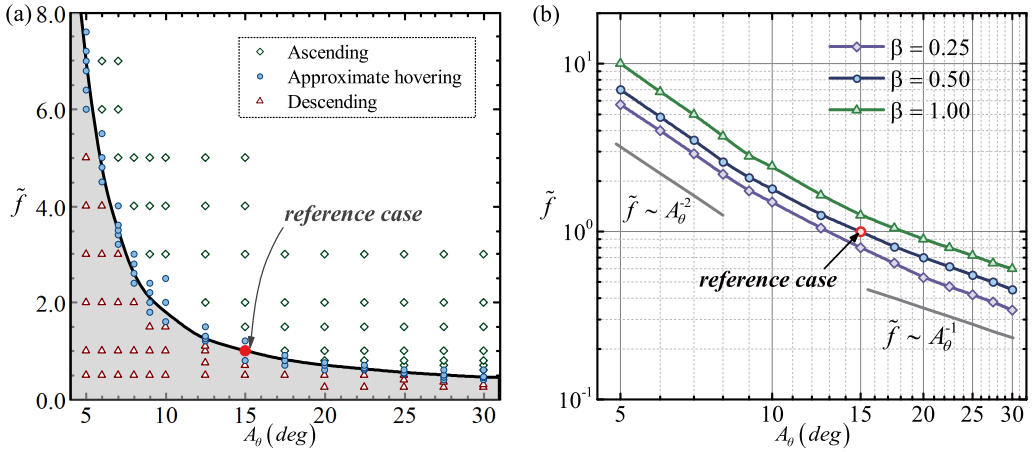 (a)
8.0
6.0
4.0
2.0
0.0
f̃
Ascending
Approximate hovering
Descending
reference case
5 10 15 20 25 30
A_θ (deg)
(b)
10¹
10⁰
10⁻¹
f̃
β = 0.25
β = 0.50
β = 1.00
f̃ ~ A_θ⁻²
reference case
f̃ ~ A_θ⁻¹
5 10 15 20 25 30
A_θ (deg)